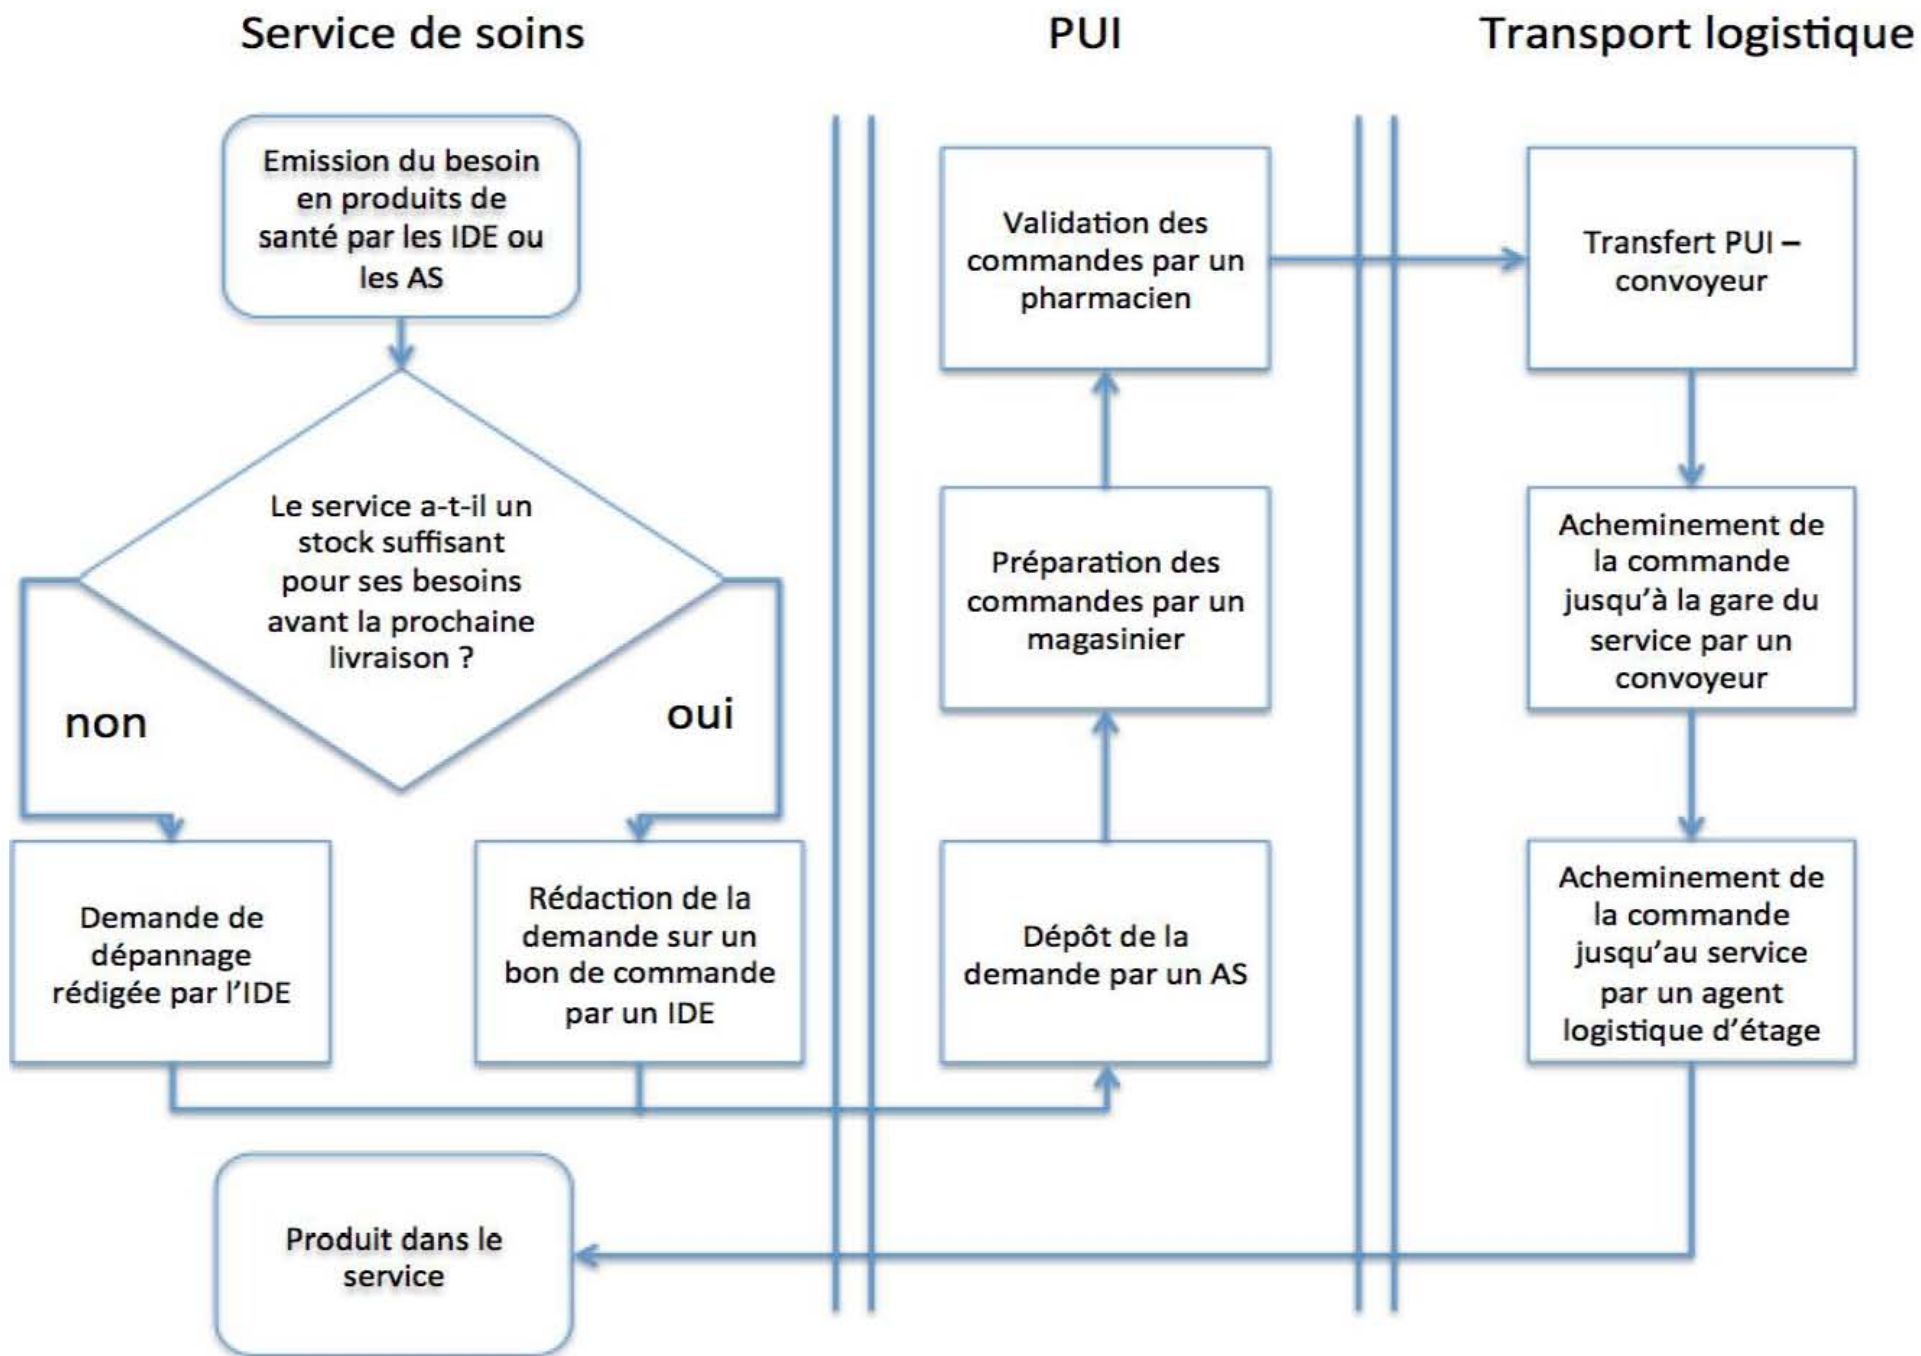 Service de soins
PUI
Transport logistique
Emission du besoin
en produits de
santé par les IDE ou
les AS
Le service a-t-il un
stock suffisant
pour ses besoins
avant la prochaine
livraison ?
non
oui
Demande de
dépannage
rédigée par l'IDE
Rédaction de la
demande sur un
bon de commande
par un IDE
Dépôt de la
demande par un AS
Préparation des
commandes par un
magasinier
Validation des
commandes par un
pharmacien
Transfert PUI –
convoyeur
Acheminement de
la commande
jusqu'à la gare du
service par un
convoyeur
Acheminement de
la commande
jusqu'au service
par un agent
logistique d'étage
Produit dans le
service